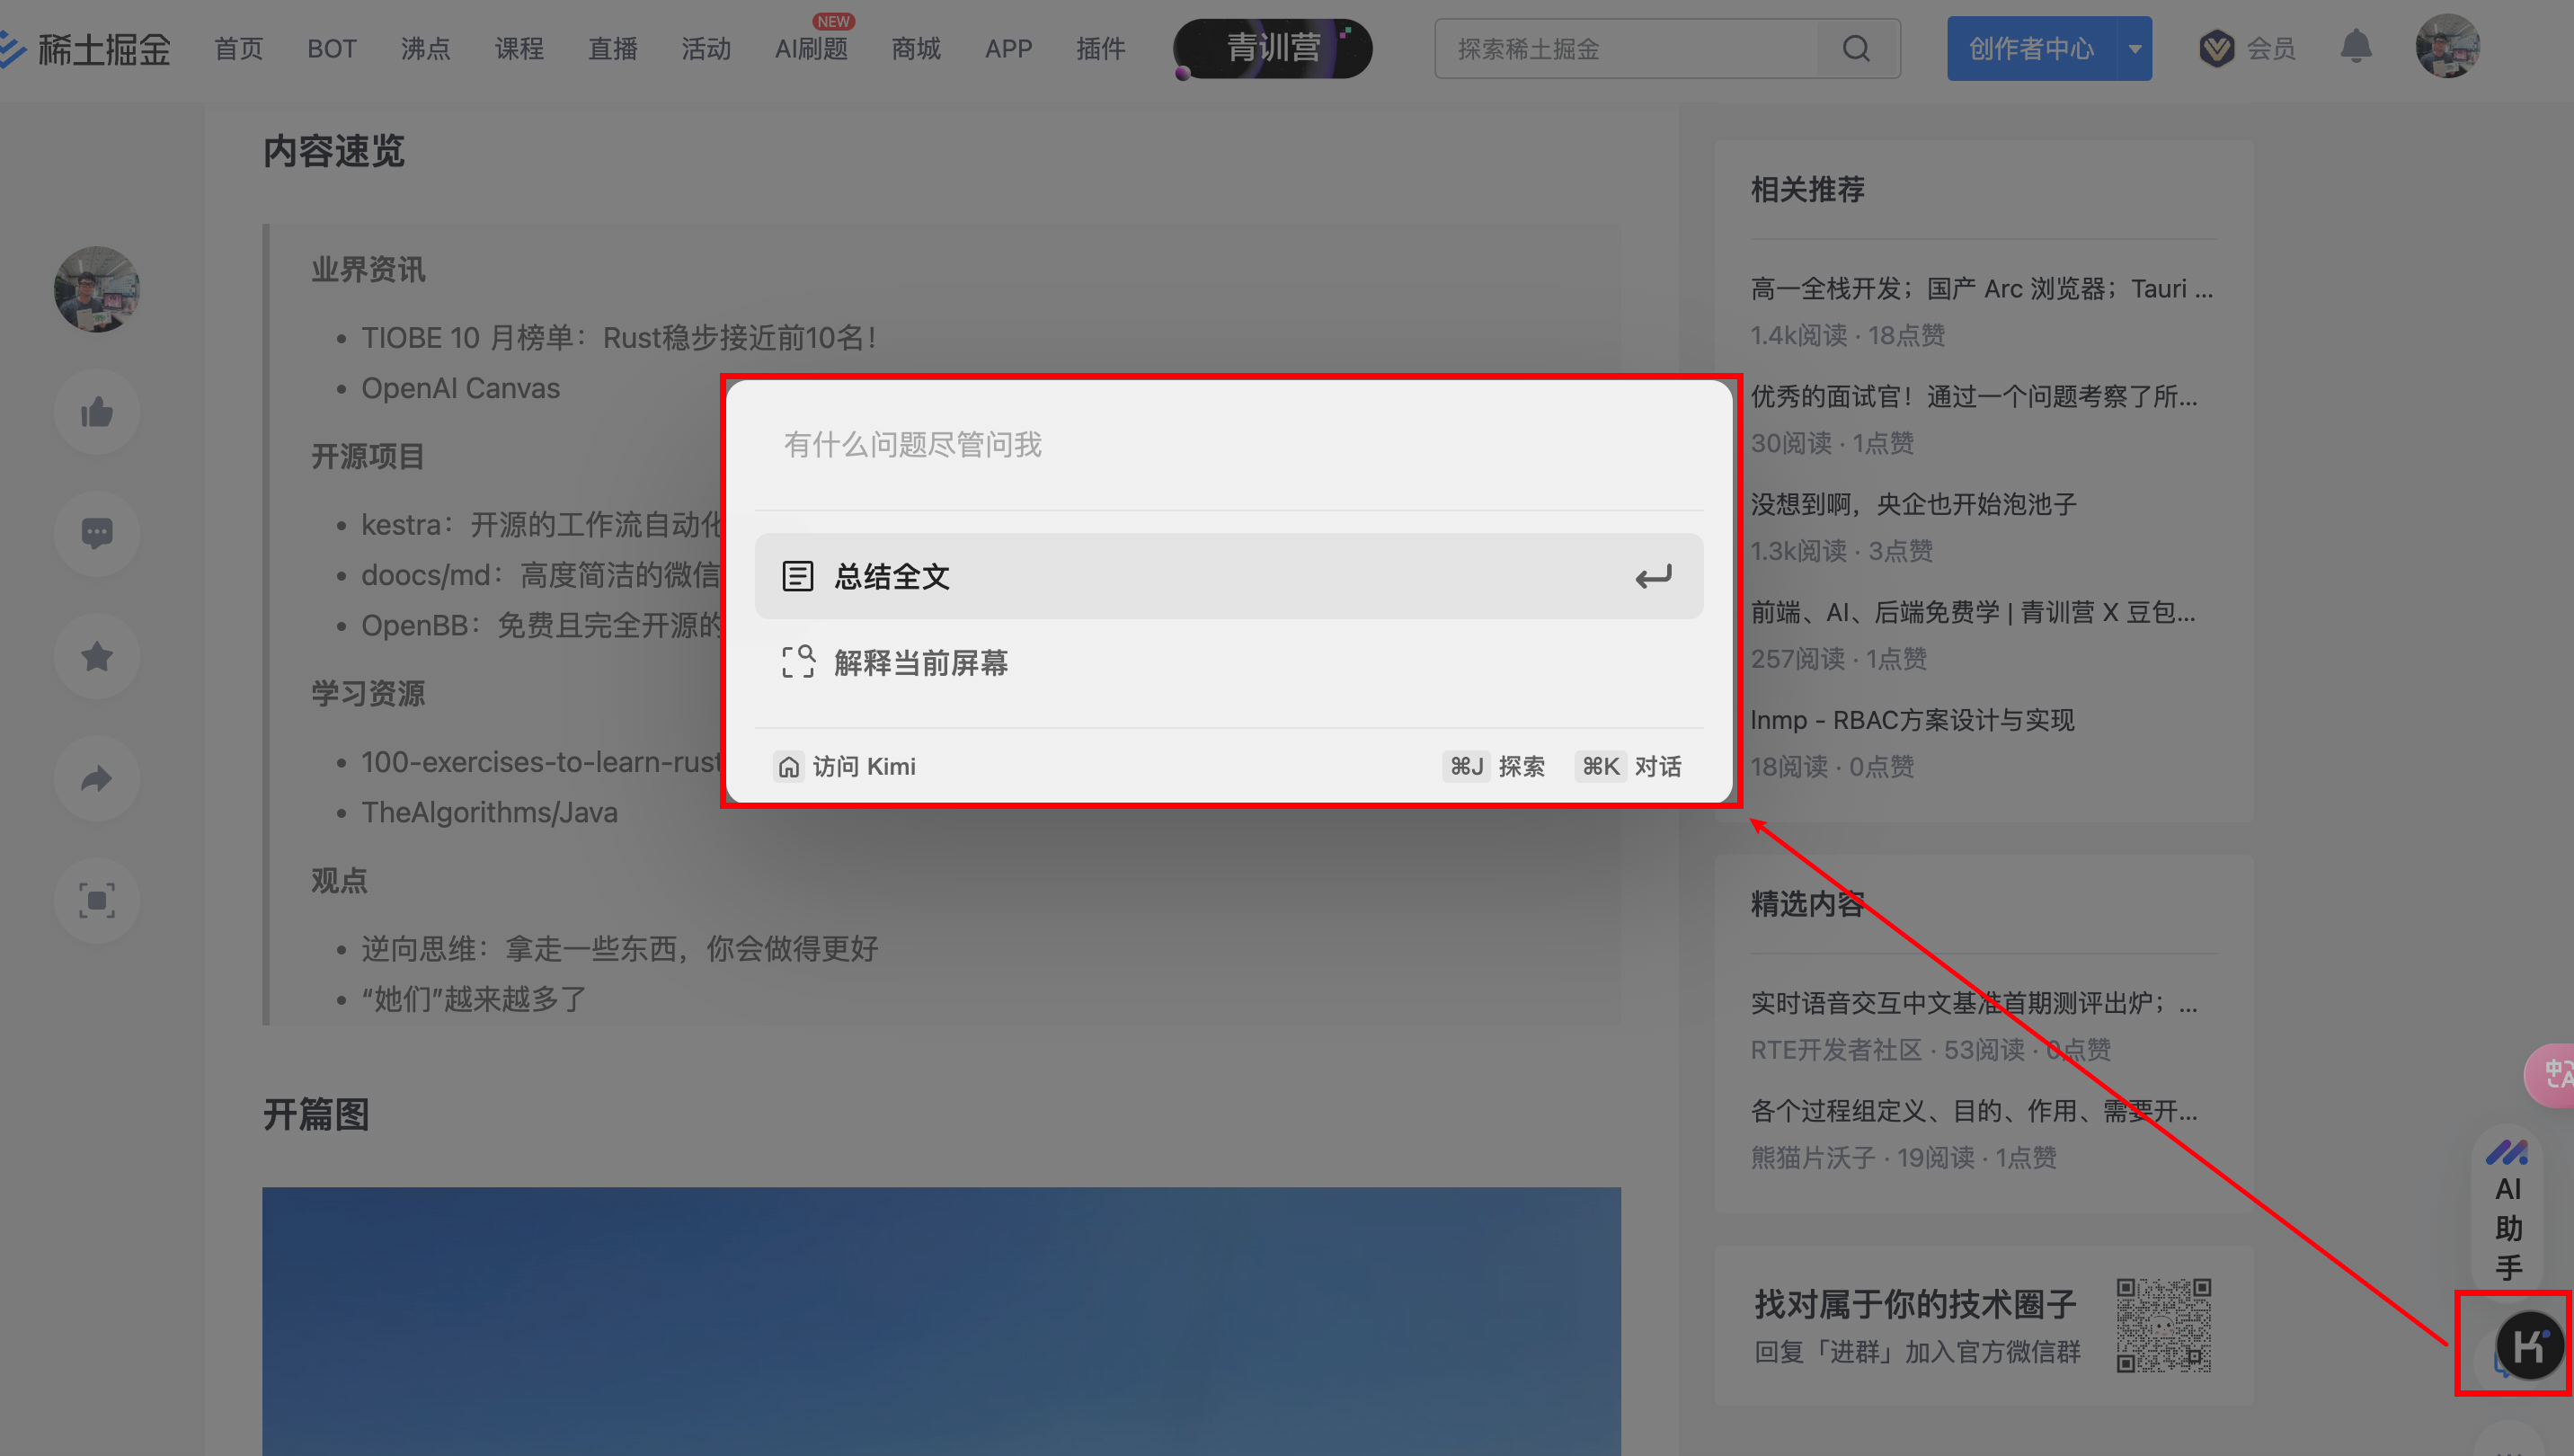 稀土掘金
首页 BOT 沸点 课程 直播 活动 AI刷题 NEW 商城 APP 插件 青训营 探索稀土掘金 创作者中心 会员
内容速览
业界资讯
TIOBE 10 月榜单：Rust稳步接近前10名！
OpenAI Canvas
开源项目
kestra：开源的工作流自动化
doocs/md：高度简洁的微信
OpenBB：免费且完全开源的
学习资源
100-exercises-to-learn-rust
TheAlgorithms/Java
观点
逆向思维：拿走一些东西，你会做得更好
“她们”越来越多了
开篇图
有什么问题尽管问我
总结全文
解释当前屏幕
访问 Kimi ⌘J 探索 ⌘K 对话
相关推荐
高一全栈开发；国产 Arc 浏览器；Tauri ...
1.4k阅读 · 18点赞
优秀的面试官！通过一个问题考察了所...
30阅读 · 1点赞
没想到啊，央企也开始泡池子
1.3k阅读 · 3点赞
前端、AI、后端免费学 | 青训营 X 豆包...
257阅读 · 1点赞
lnmp - RBAC方案设计与实现
18阅读 · 0点赞
精选内容
实时语音交互中文基准首期测评出炉；...
RTE开发者社区 · 53阅读 · 0点赞
各个过程组定义、目的、作用、需要开...
熊猫片沃子 · 19阅读 · 1点赞
找对属于你的技术圈子
回复「进群」加入官方微信群
中A
AI
助
手
K